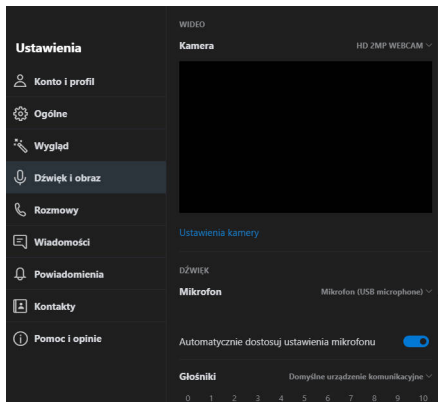 Ustawienia
Konto i profil
Ogólne
Wygląd
Dźwięk i obraz
Rozmowy
Wiadomości
Powiadomienia
Kontakty
Pomoc i opinie
WIDEO
Kamera HD 2MP WEBCAM
Ustawienia kamery
DŹWIĘK
Mikrofon Mikrofon (USB microphone)
Automatycznie dostosuj ustawienia mikrofonu
Głośniki Domyślne urządzenie komunikacyjne
0 1 2 3 4 5 6 7 8 9 10